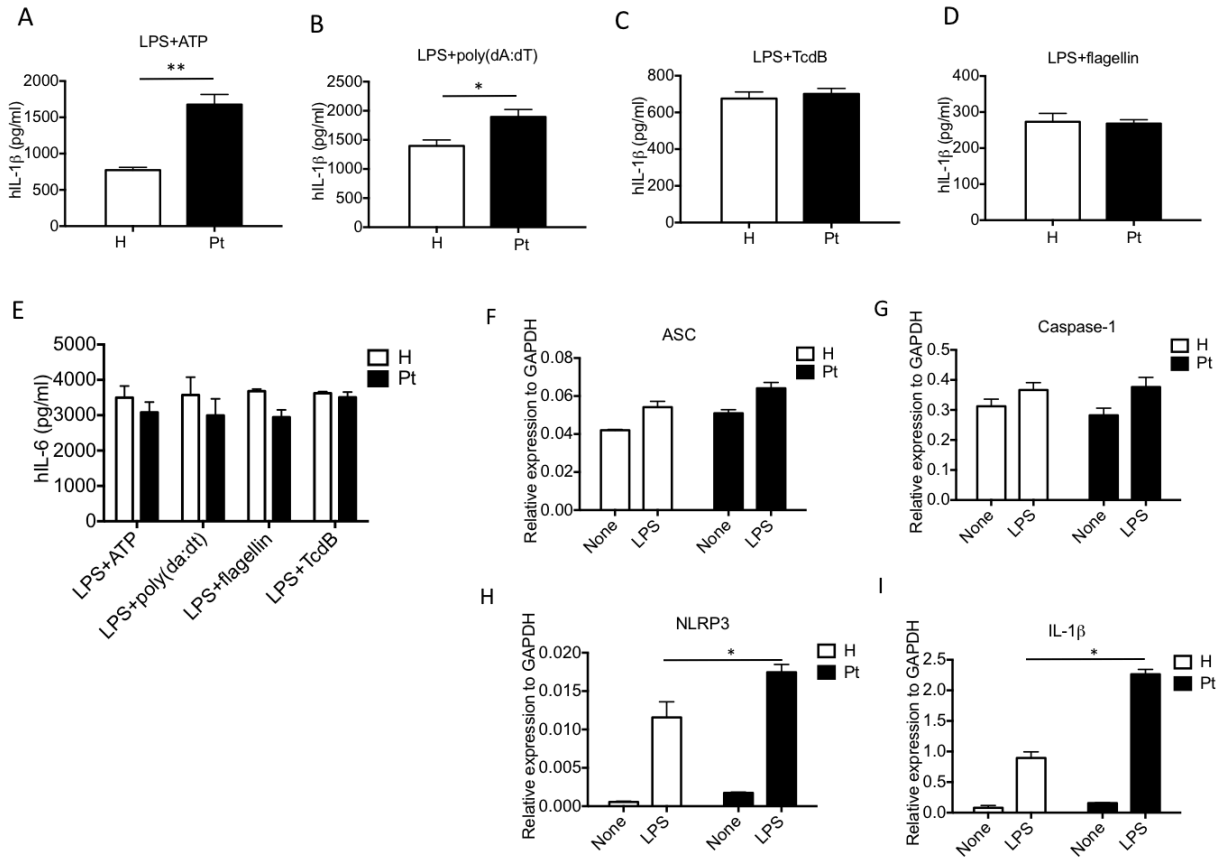 A
LPS+ATP
**
hIL-1β (pg/ml)
2000
1500
1000
500
0
H
Pt
B
LPS+poly(dA:dT)
*
hIL-1β (pg/ml)
2500
2000
1500
1000
500
0
H
Pt
C
LPS+TcdB
hIL-1β (pg/ml)
800
600
400
200
0
H
Pt
D
LPS+flagellin
hIL-1β (pg/ml)
400
300
200
100
0
H
Pt
E
hIL-6 (pg/ml)
5000
4000
3000
2000
1000
0
H
Pt
LPS+ATP
LPS+poly(da:dt)
LPS+flagellin
LPS+TcdB
F
ASC
Relative expression to GAPDH
0.08
0.06
0.04
0.02
0.00
H
Pt
None
LPS
None
LPS
G
Caspase-1
Relative expression to GAPDH
0.5
0.4
0.3
0.2
0.1
0.0
H
Pt
None
LPS
None
LPS
H
NLRP3
*
Relative expression to GAPDH
0.020
0.015
0.010
0.005
0.000
H
Pt
None
LPS
None
LPS
I
IL-1β
*
Relative expression to GAPDH
2.5
2.0
1.5
1.0
0.5
0.0
H
Pt
None
LPS
None
LPS